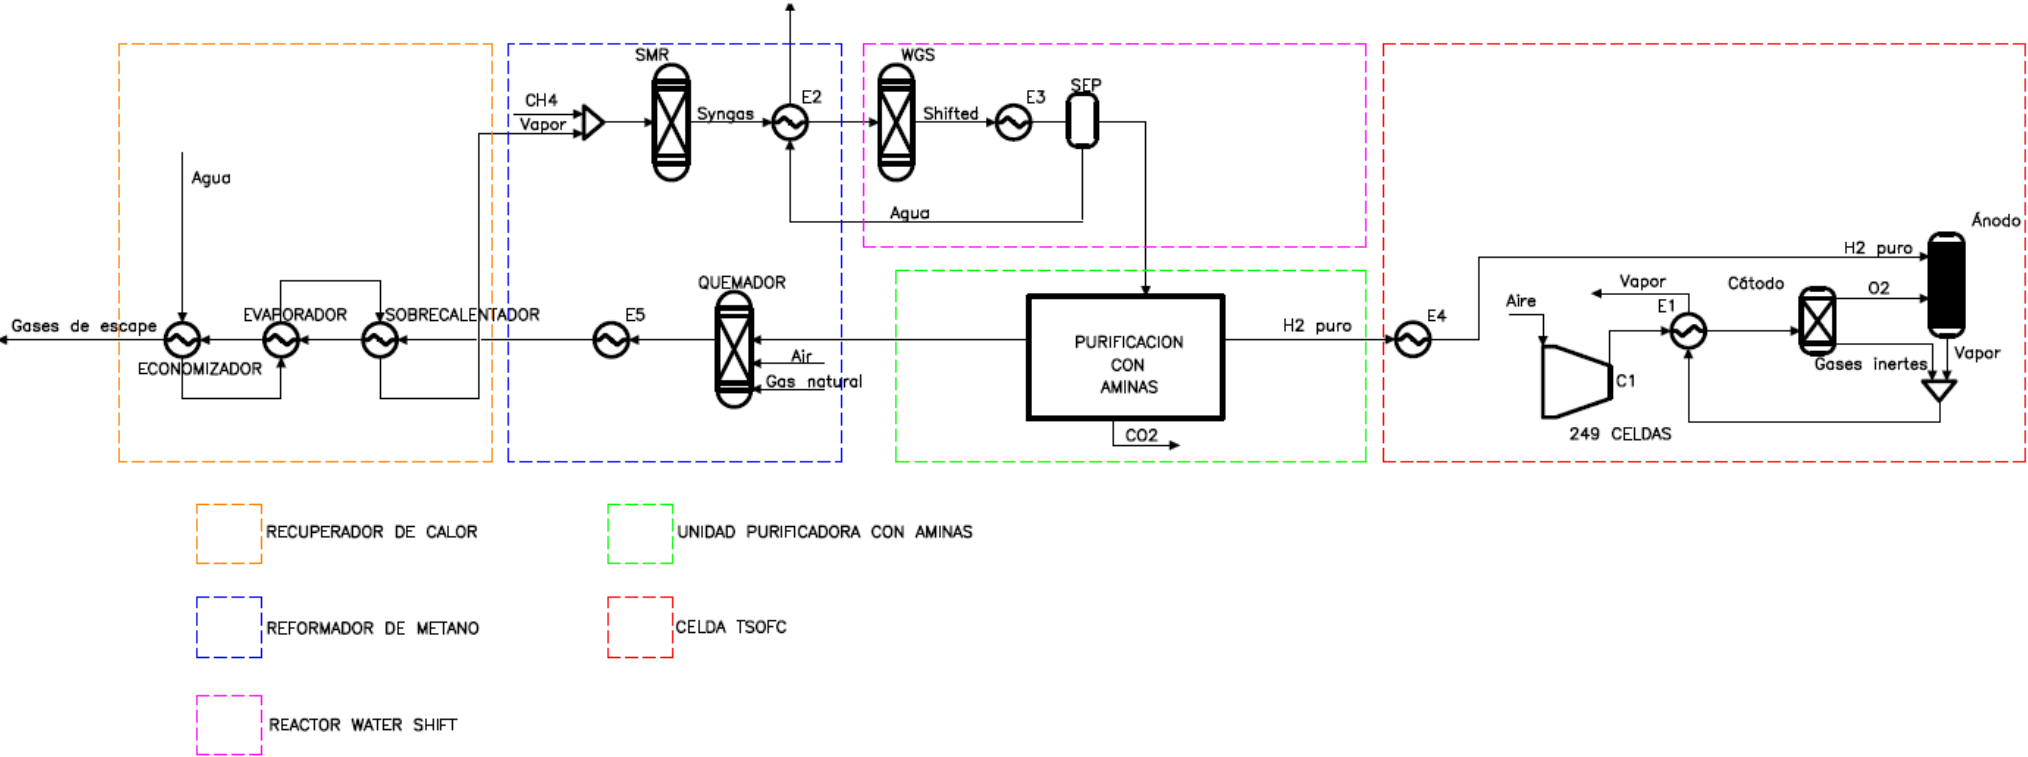 SMR
WGS
CH4
Vapor
Syngas
E2
Shifted
E3
SEP
Agua
Agua
Ánodo
H2 puro
QUEMADOR
Vapor
Cátodo
O2
Aire
E1
EVAPORADOR
SOBRECALENTADOR
E5
E4
Gases de escape
H2 puro
PURIFICACION
CON
AMINAS
Air
Gas natural
ECONOMIZADOR
Vapor
Gases inertes
C1
CO2
249 CELDAS
RECUPERADOR DE CALOR
UNIDAD PURIFICADORA CON AMINAS
REFORMADOR DE METANO
CELDA TSOFC
REACTOR WATER SHIFT